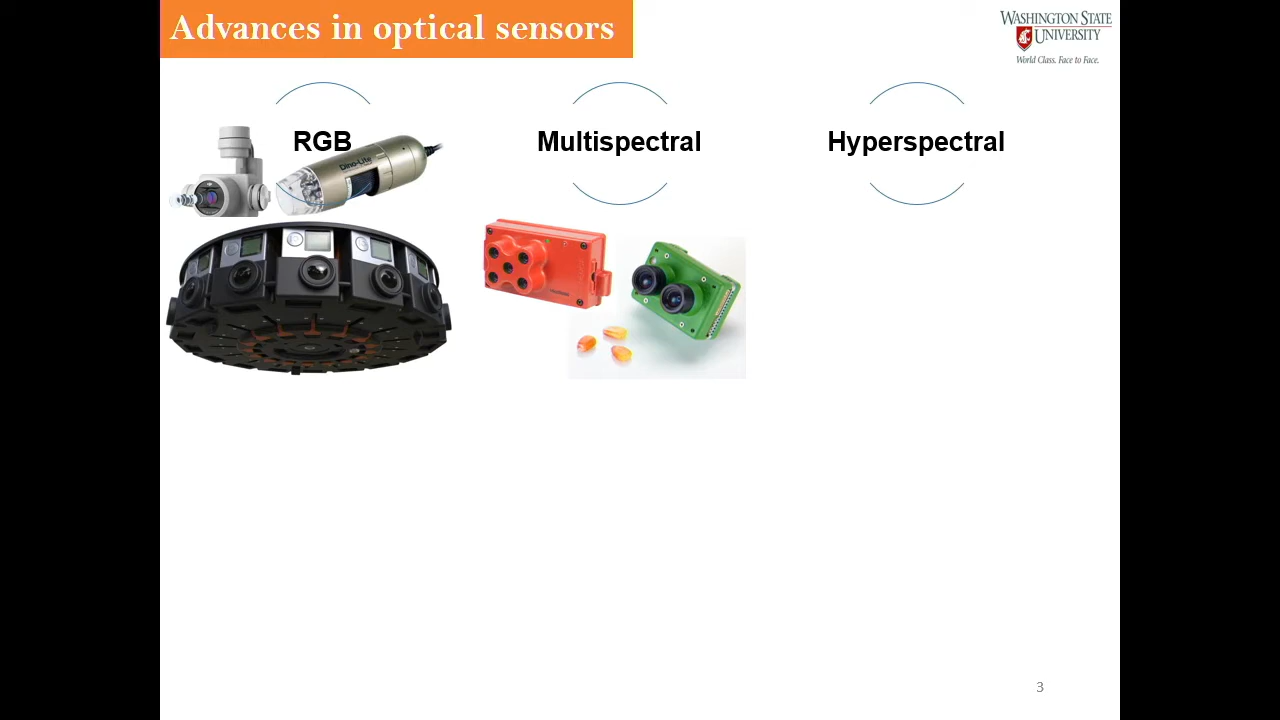 Advances in optical sensors
WASHINGTON STATE
UNIVERSITY
World Class. Face to Face.
RGB
Multispectral
Hyperspectral
Dino-Lite
3